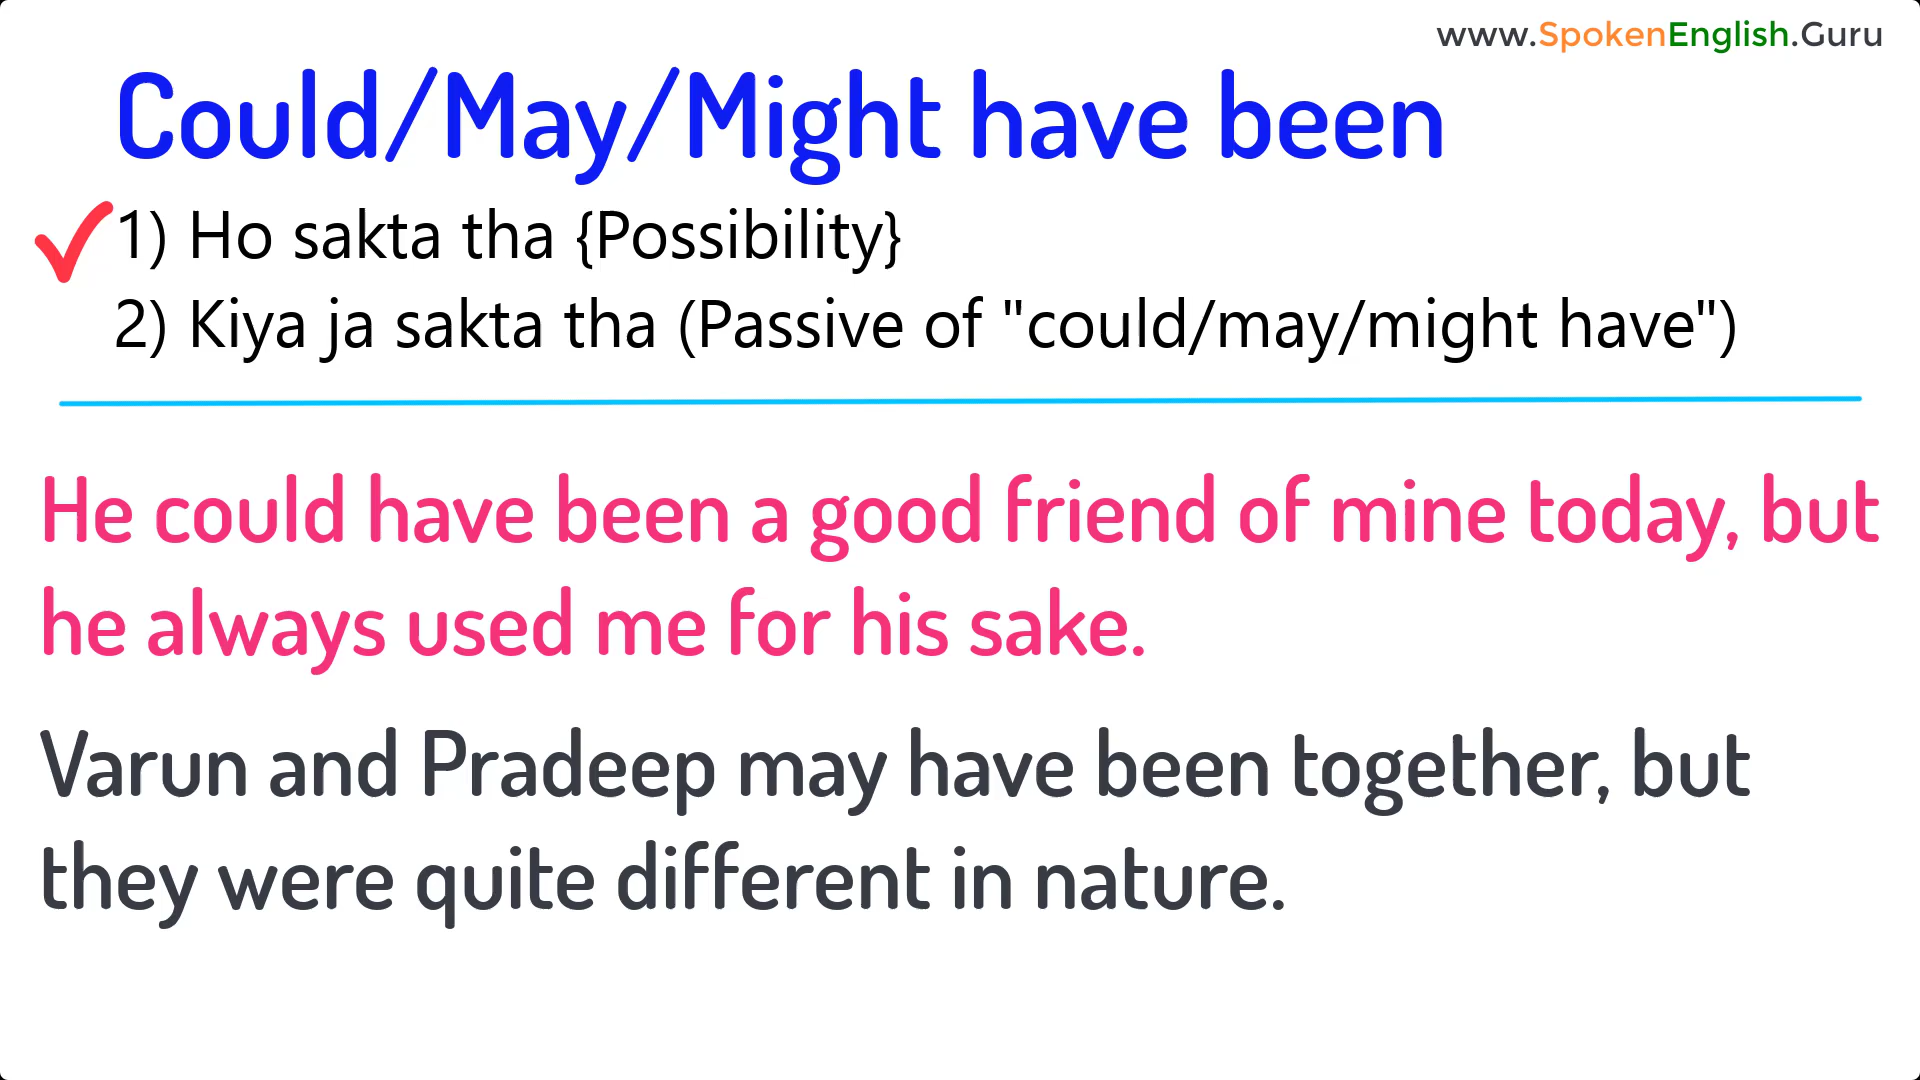 www.SpokenEnglish.Guru
Could/May/Might have been
1) Ho sakta tha {Possibility}
2) Kiya ja sakta tha (Passive of "could/may/might have")
He could have been a good friend of mine today, but
he always used me for his sake.
Varun and Pradeep may have been together, but
they were quite different in nature.